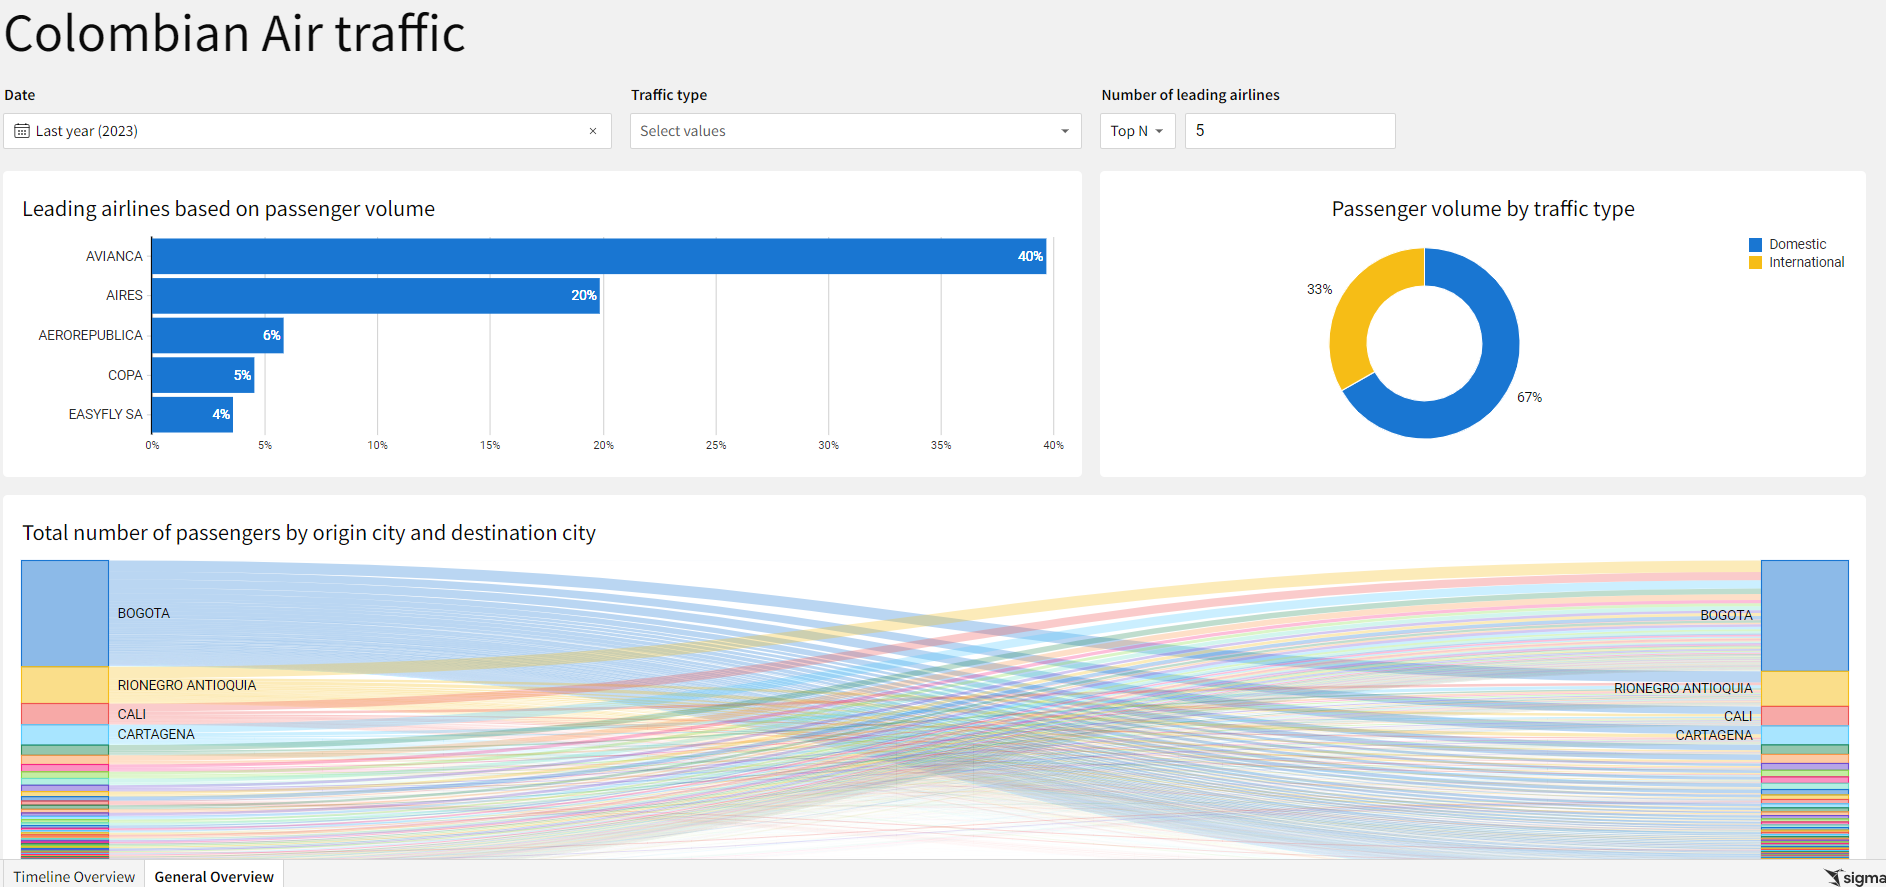 Colombian Air traffic
Date
Traffic type
Number of leading airlines
Last year (2023)
×
Select values
Top N
5
Leading airlines based on passenger volume
AVIANCA
40%
AIRES
20%
AEROREPUBLICA
6%
COPA
5%
EASYFLY SA
4%
0%
5%
10%
15%
20%
25%
30%
35%
40%
Passenger volume by traffic type
Domestic
International
33%
67%
Total number of passengers by origin city and destination city
BOGOTA
RIONEGRO ANTIOQUIA
CALI
CARTAGENA
BOGOTA
RIONEGRO ANTIOQUIA
CALI
CARTAGENA
Timeline Overview
General Overview
sigma